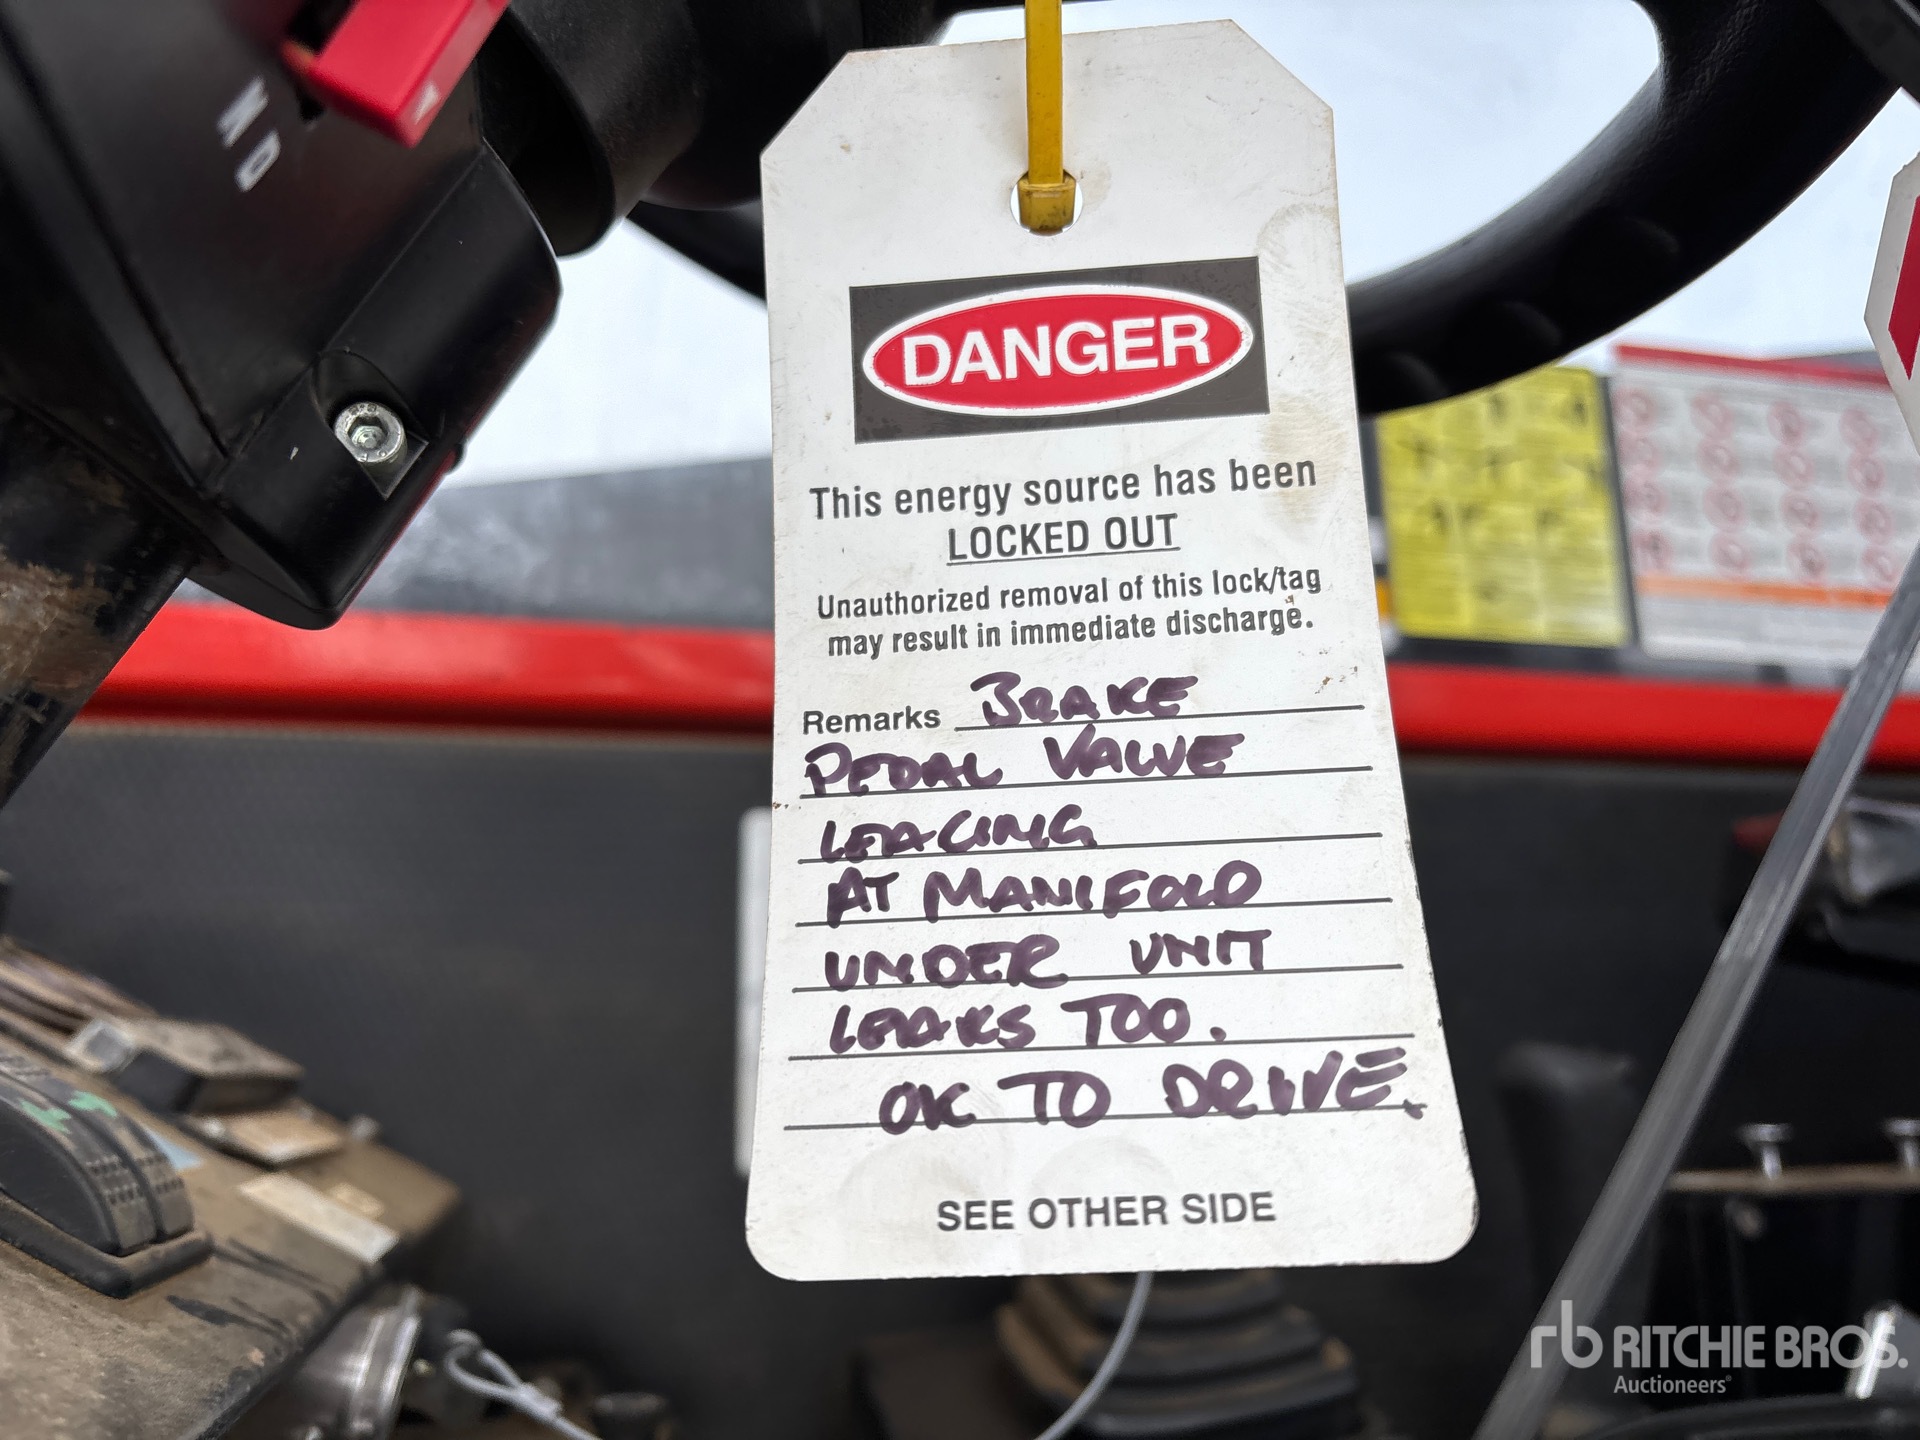 N
D
DANGER
This energy source has been
LOCKED OUT
Unauthorized removal of this lock/tag
may result in immediate discharge.
Remarks BRAKE
PEDAL VALVE
LEACING
AT MANIFOLD
UNDER UNIT
LEAKS TOO.
OK TO DRIVE.
SEE OTHER SIDE
rb RITCHIE BROS.
Auctioneers